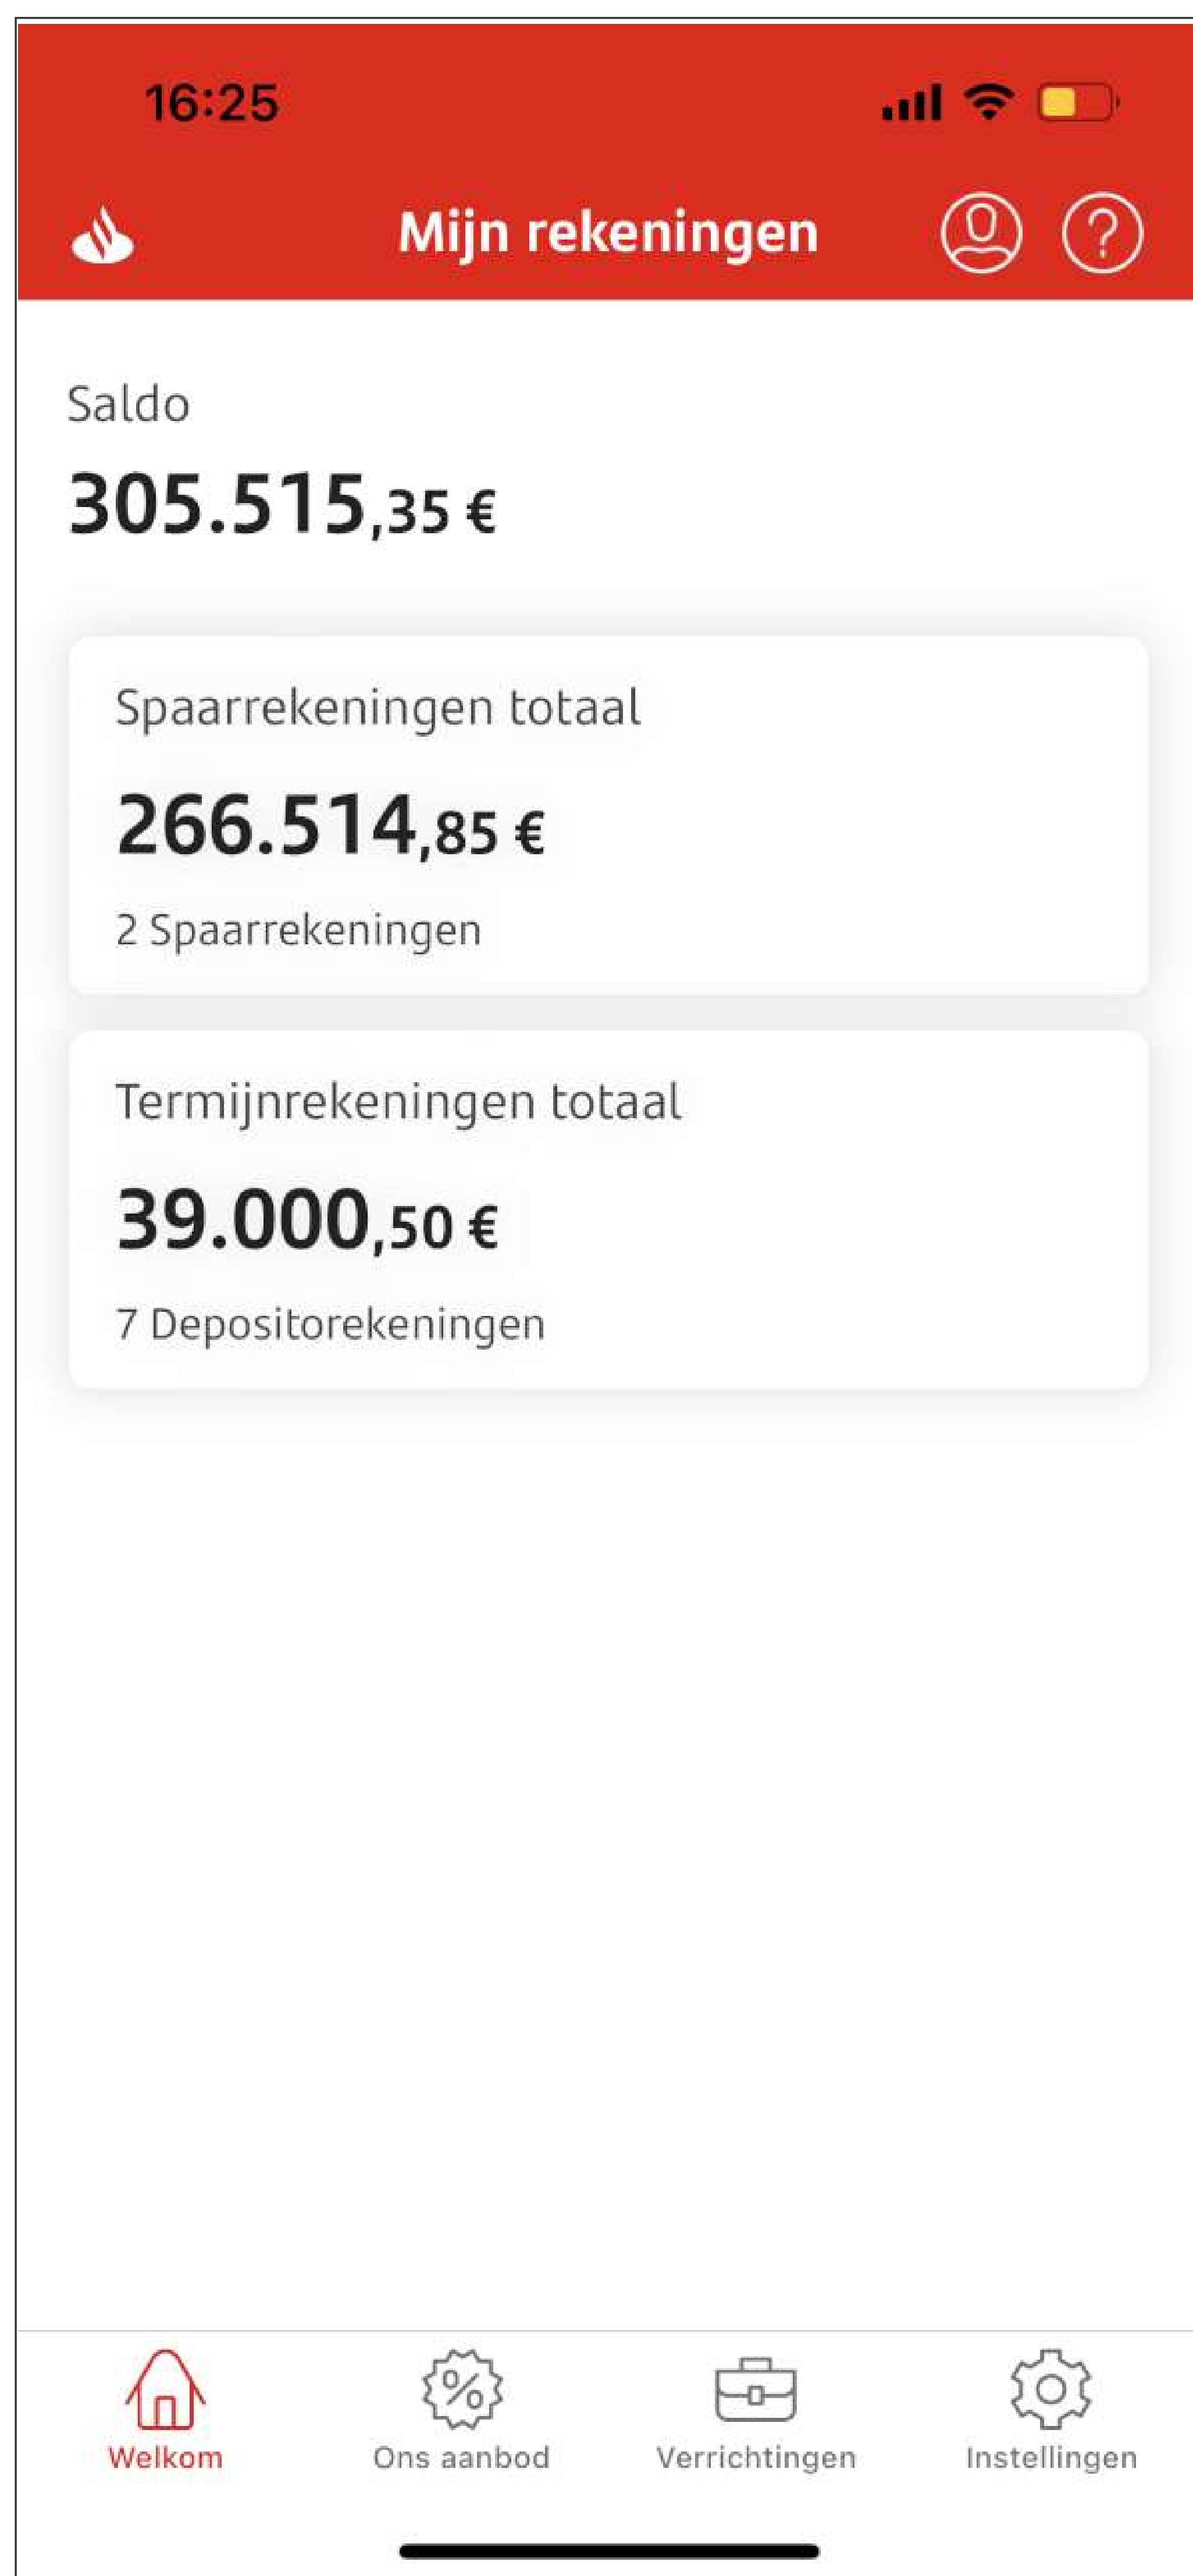 16:25
Mijn rekeningen
Saldo
305.515,35 €
Spaarrekeningen totaal
266.514,85 €
2 Spaarrekeningen
Termijnrekeningen totaal
39.000,50 €
7 Depositorekeningen
Welkom Ons aanbod Verrichtingen Instellingen